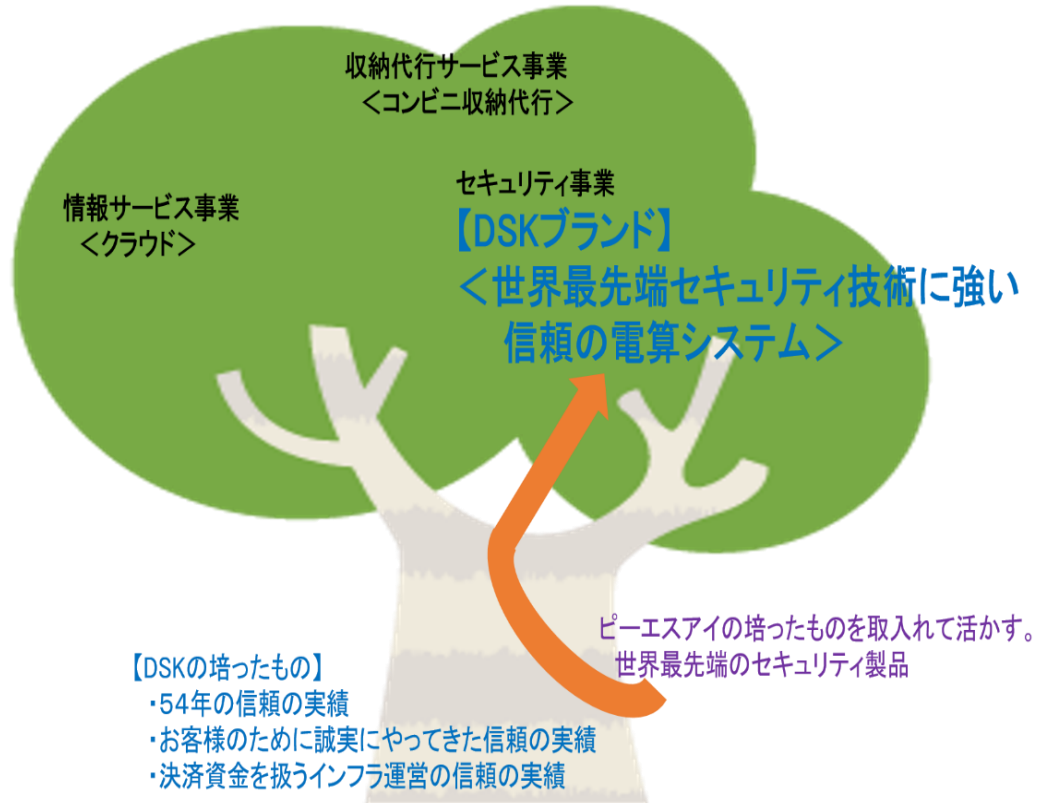 収納代行サービス事業
＜コンビニ収納代行＞
情報サービス事業
＜クラウド＞
セキュリティ事業
【DSKブランド】
＜世界最先端セキュリティ技術に強い
信頼の電算システム＞
ピーエスアイの培ったものを取入れて活かす。
世界最先端のセキュリティ製品
【DSKの培ったもの】
・54年の信頼の実績
・お客様のために誠実にやってきた信頼の実績
・決済資金を扱うインフラ運営の信頼の実績